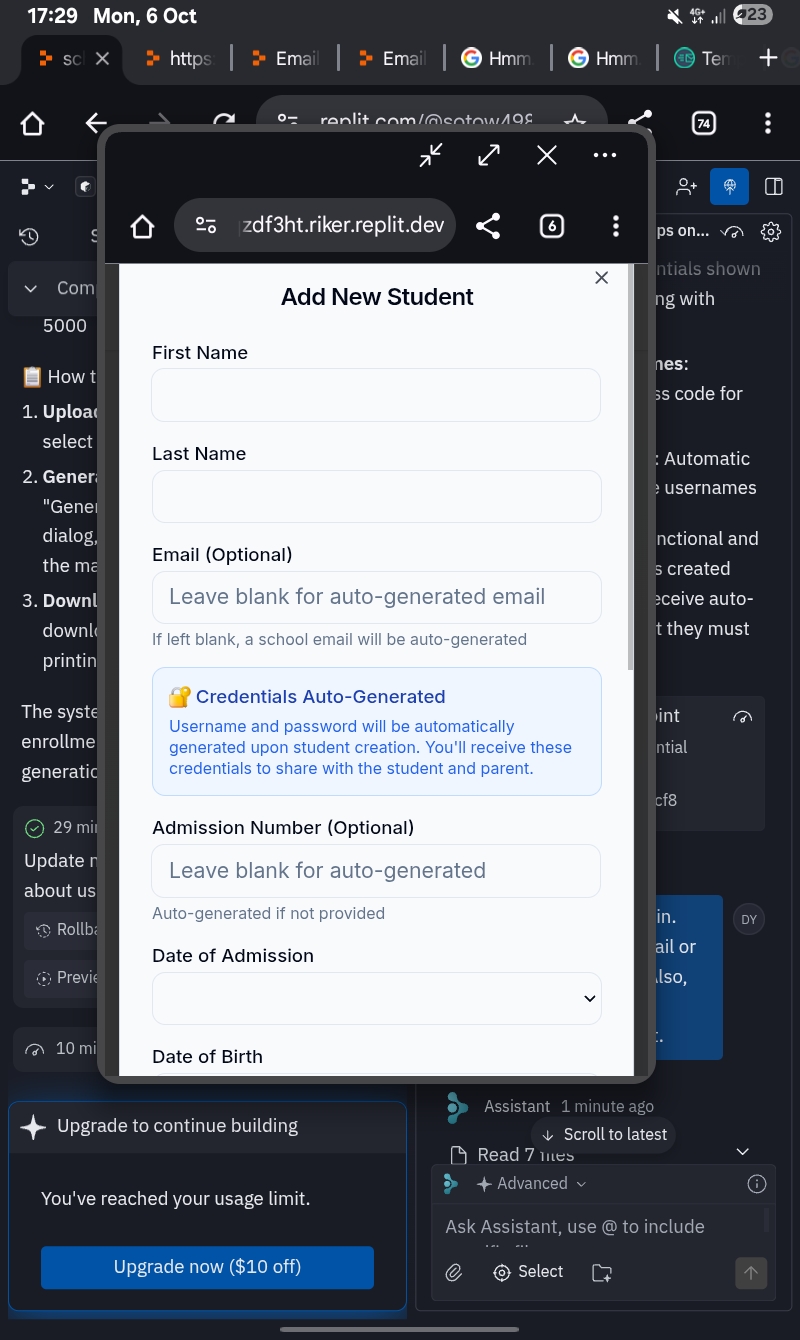 17:29 Mon, 6 Oct
4G+
23
https
Email
Email
Hmm
Hmm
replit.com/@sotow498
74
zdf3ht.riker.replit.dev
6
Add New Student
First Name
Last Name
Email (Optional)
Leave blank for auto-generated email
If left blank, a school email will be auto-generated
🔐 Credentials Auto-Generated
Username and password will be automatically
generated upon student creation. You'll receive these
credentials to share with the student and parent.
Admission Number (Optional)
Leave blank for auto-generated
Auto-generated if not provided
Date of Admission
Date of Birth
5000
📋 How t
1. Upload
select
2. Genera
"Gener
dialog,
the ma
3. Downl
downlo
printin
The syste
enrollme
generatio
29 min
Update n
about us
Rollba
Previe
10 mi
Upgrade to continue building
You've reached your usage limit.
Upgrade now ($10 off)
ps on...
ntials shown
ng with
mes:
ss code for
: Automatic
e usernames
nctional and
s created
eceive auto-
t they must
int
ntial
cf8
in.
ail or
Also,
t.
DY
Assistant 1 minute ago
Scroll to latest
Read 7 files
Advanced
Ask Assistant, use @ to include
Select